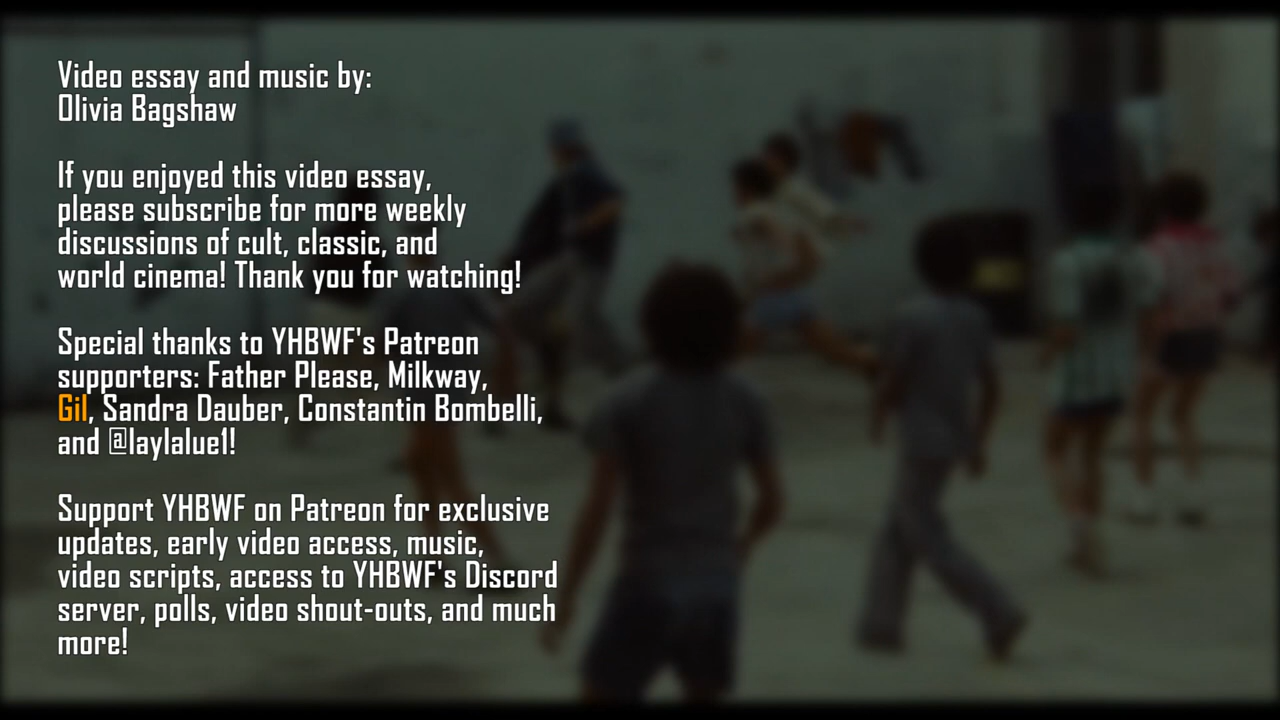 Video essay and music by:
Olivia Bagshaw
If you enjoyed this video essay,
please subscribe for more weekly
discussions of cult, classic, and
world cinema! Thank you for watching!
Special thanks to YHBWF's Patreon
supporters: Father Please, Milkway,
Gil, Sandra Dauber, Constantin Bombelli,
and @laylalue1!
Support YHBWF on Patreon for exclusive
updates, early video access, music,
video scripts, access to YHBWF's Discord
server, polls, video shout-outs, and much
more!